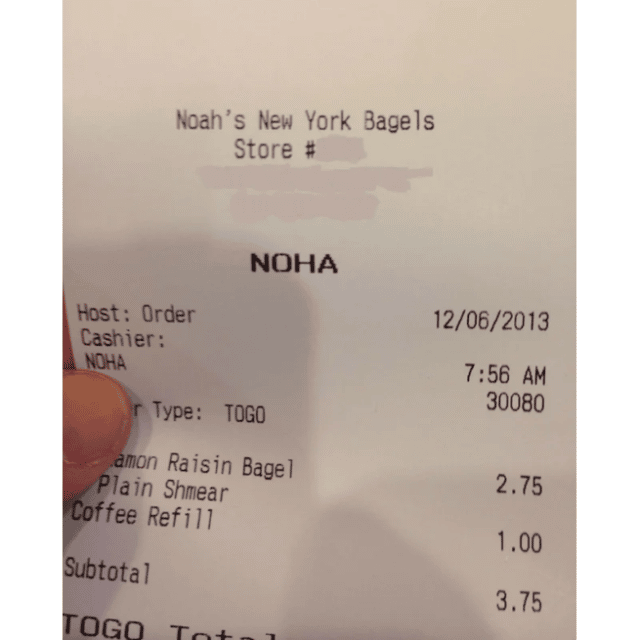 Noah's New York Bagels
Store #
NOHA
Host: Order 12/06/2013
Cashier:
NOHA 7:56 AM
30080
Type: TOGO
Raisin Bagel 2.75
Plain Shmear
Coffee Refill 1.00
Subtotal 3.75
TOGO